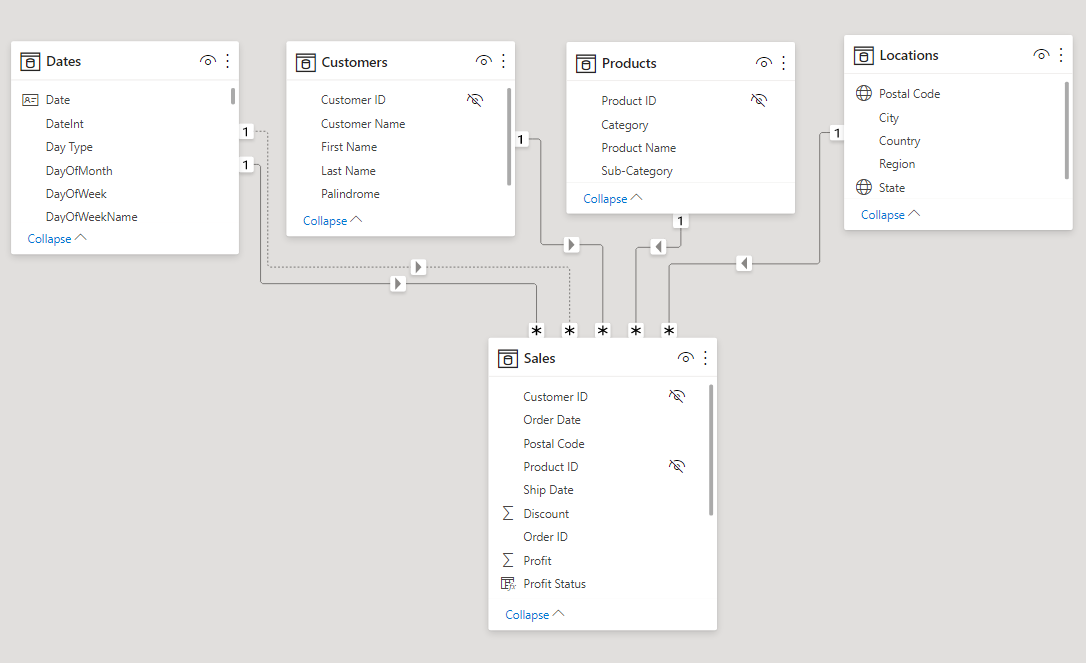 Dates
Date
DateInt
Day Type
DayOfMonth
DayOfWeek
DayOfWeekName
Collapse
Customers
Customer ID
Customer Name
First Name
Last Name
Palindrome
Collapse
Products
Product ID
Category
Product Name
Sub-Category
Collapse
Locations
Postal Code
City
Country
Region
State
Collapse
1
1
1
1
1
* * * * *
Sales
Customer ID
Order Date
Postal Code
Product ID
Ship Date
Σ Discount
Order ID
Σ Profit
Profit Status
Collapse